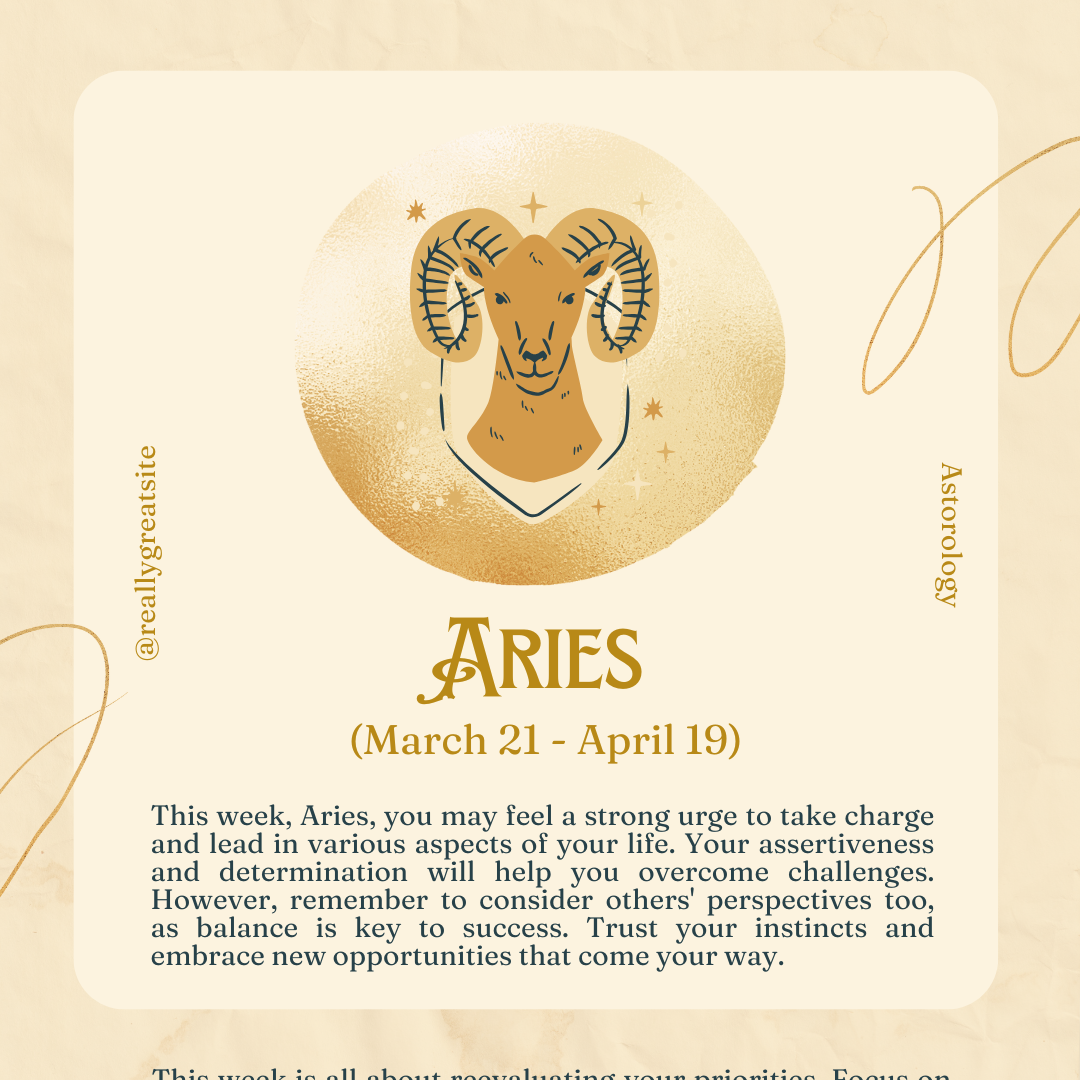 @reallygreatsite
Astorology
ARIES
(March 21 - April 19)
This week, Aries, you may feel a strong urge to take charge
and lead in various aspects of your life. Your assertiveness
and determination will help you overcome challenges.
However, remember to consider others' perspectives too,
as balance is key to success. Trust your instincts and
embrace new opportunities that come your way.
This week is all about reevaluating your priorities. Focus on